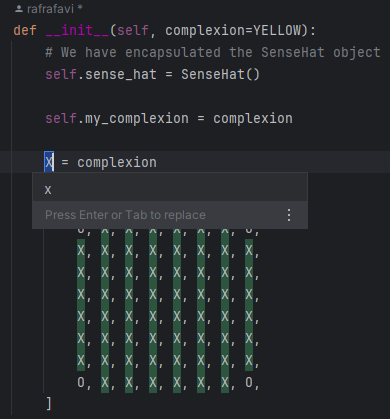 rafrafavi *
def __init__(self, complexion=YELLOW):
# We have encapsulated the SenseHat object
self.sense_hat = SenseHat()
self.my_complexion = complexion
X = complexion
x
Press Enter or Tab to replace
O, X, X, X, X, X, X, O,
X, X, X, X, X, X, X, X,
X, X, X, X, X, X, X, X,
X, X, X, X, X, X, X, X,
X, X, X, X, X, X, X, X,
X, X, X, X, X, X, X, X,
X, X, X, X, X, X, X, X,
O, X, X, X, X, X, X, O,
]